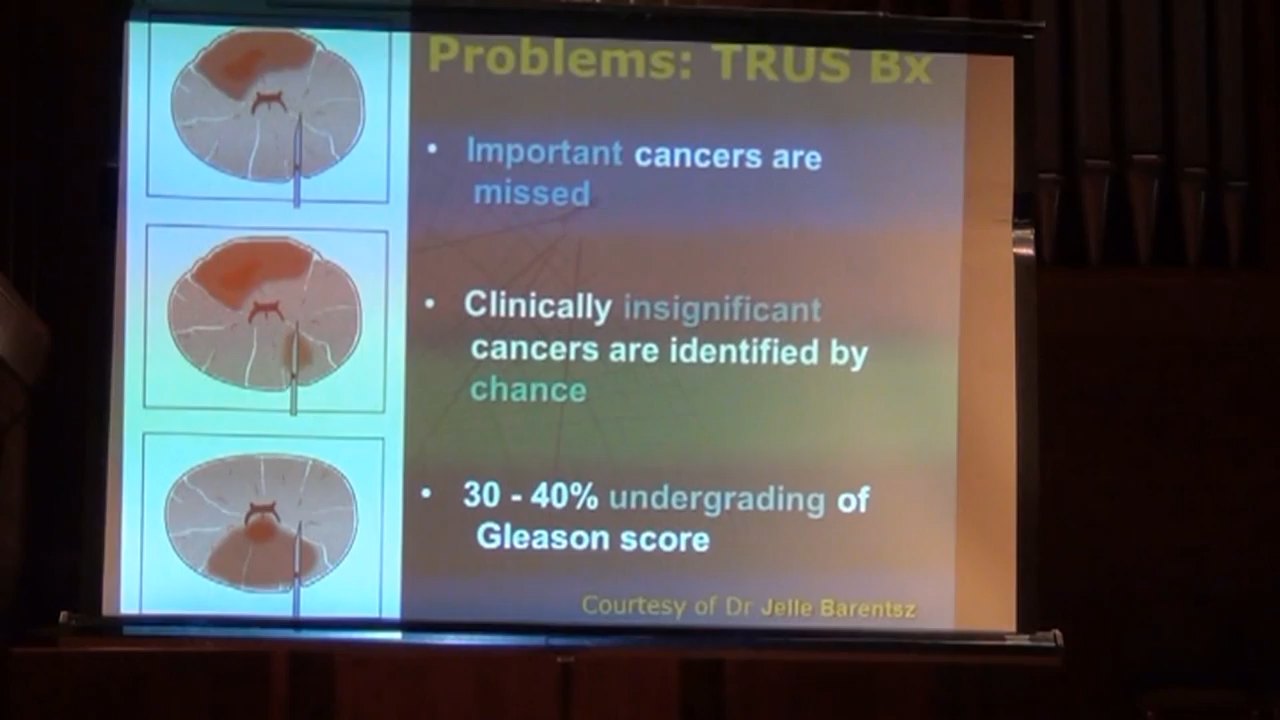 Problems: TRUS Bx
• Important cancers are
missed
• Clinically insignificant
cancers are identified by
chance
• 30 - 40% undergrading of
Gleason score
Courtesy of Dr Jelle Barentsz